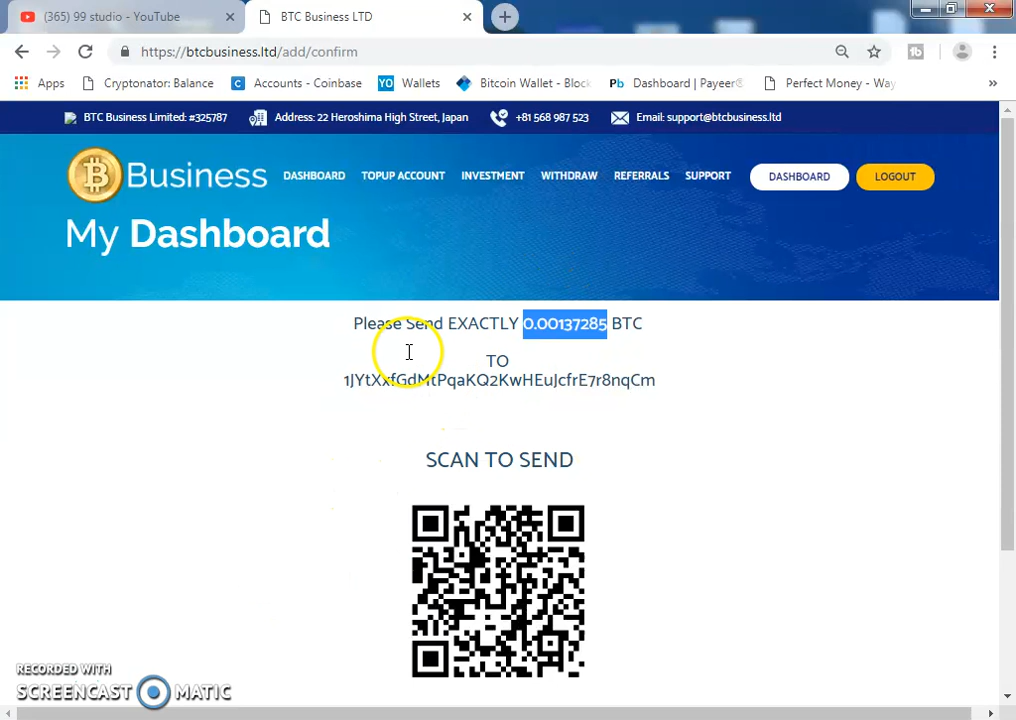 (365) 99 studio - YouTube
BTC Business LTD
https://btcbusiness.ltd/add/confirm
Apps Cryptonator: Balance Accounts - Coinbase Wallets Bitcoin Wallet - Block Dashboard | Payeer® Perfect Money - Way
BTC Business Limited: #325787 Address: 22 Heroshima High Street, Japan +81 568 987 523 Email: support@btcbusiness.ltd
Business DASHBOARD TOPUP ACCOUNT INVESTMENT WITHDRAW REFERRALS SUPPORT DASHBOARD LOGOUT
My Dashboard
Please Send EXACTLY 0.00137285 BTC
TO
1JYtXxfGdMtPqaKQ2KwHEuJcfrE7r8nqCm
SCAN TO SEND
RECORDED WITH
SCREENCAST MATIC